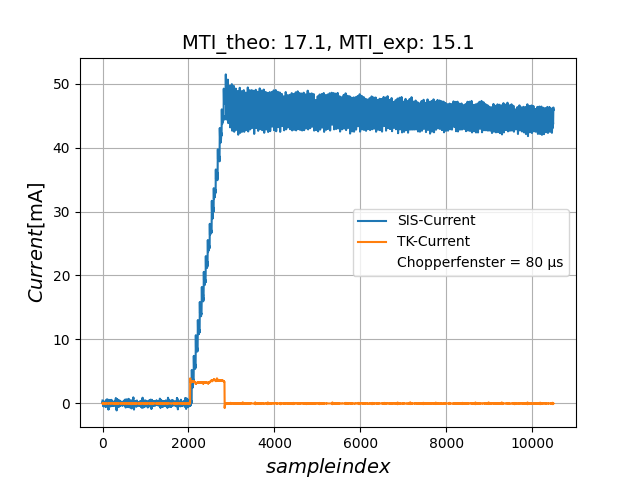 MTI_theo: 17.1, MTI_exp: 15.1
50
40
30
20
10
0
Current[mA]
SIS-Current
TK-Current
Chopperfenster = 80 µs
0 2000 4000 6000 8000 10000
sampleindex